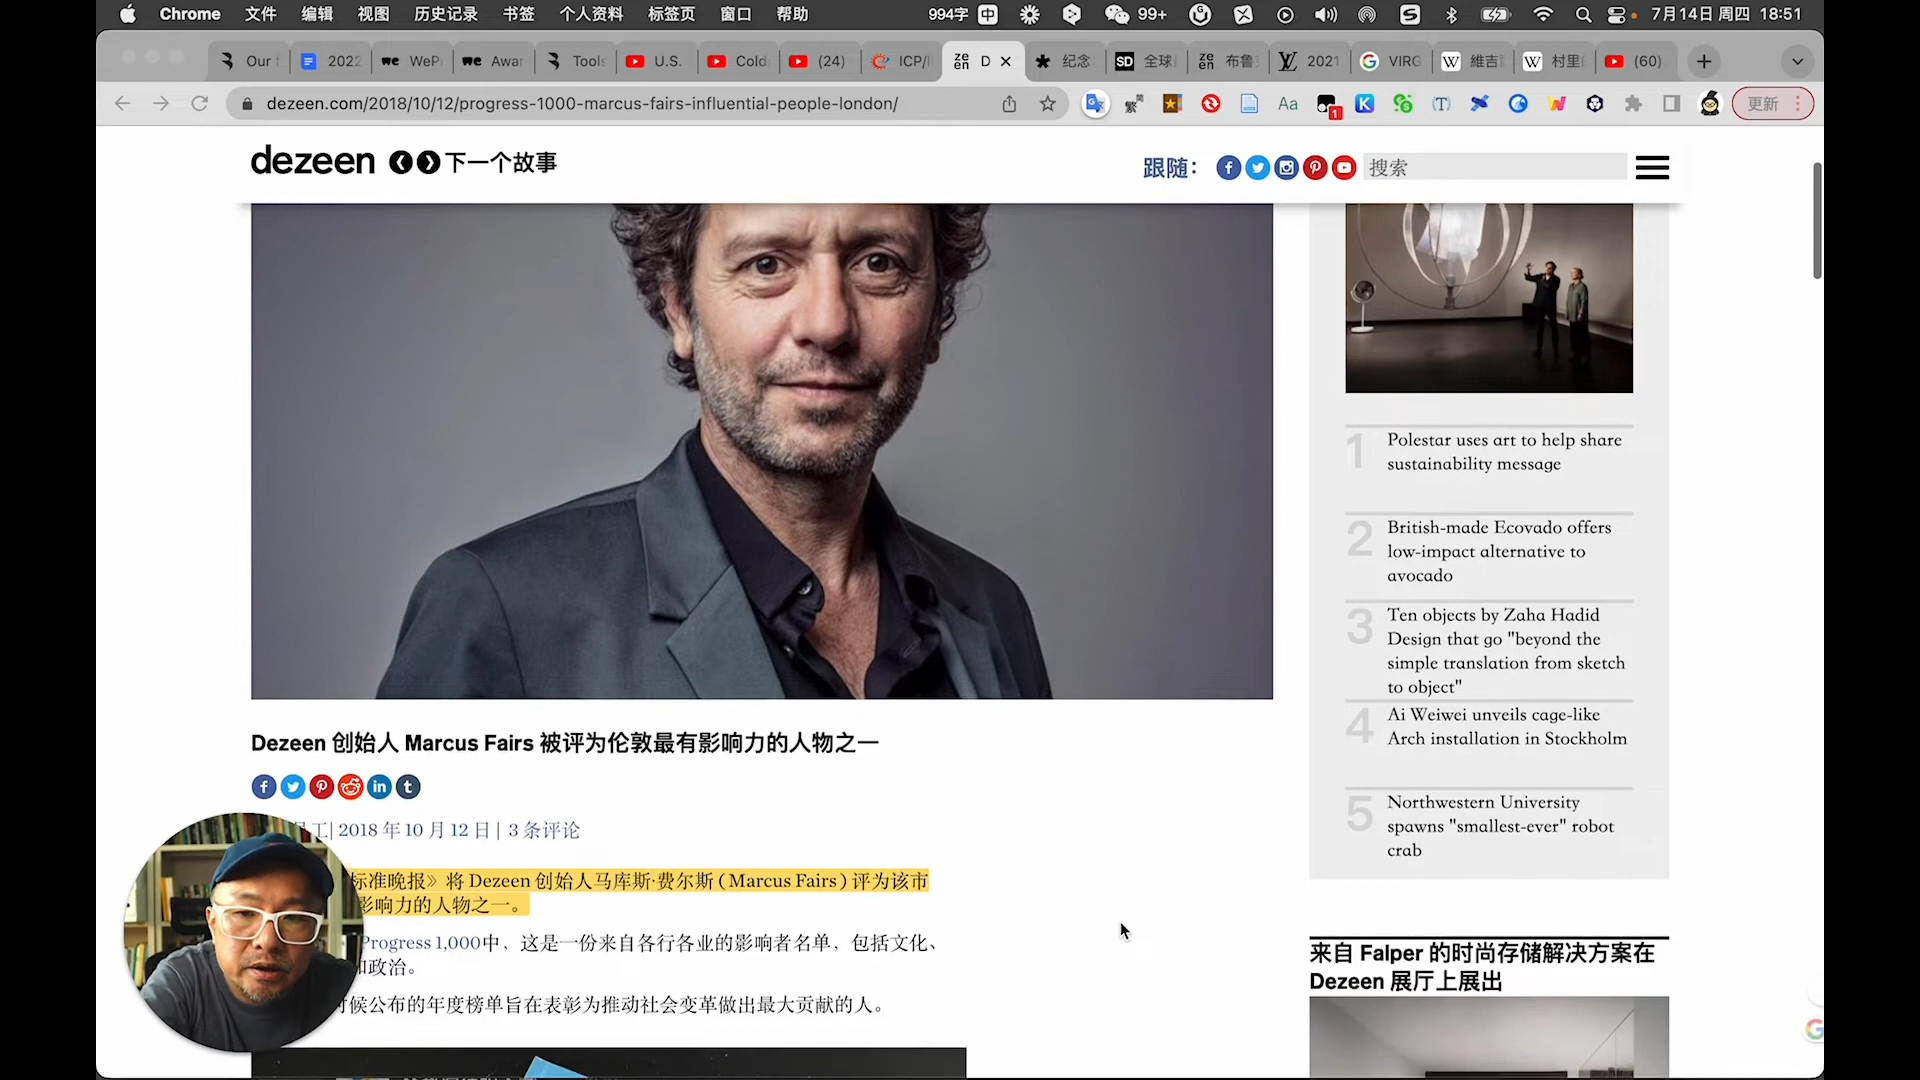 Chrome 文件 编辑 视图 历史记录 书签 个人资料 标签页 窗口 帮助 994字 中 99+ 7月14日 周四 18:51
Our 2022 WeP Awar Tools U.S. Cold (24) ICP/ D 纪念 SD 全球 布鲁 2021 VIRG 維吉 村里 (60)
dezeen.com/2018/10/12/progress-1000-marcus-fairs-influential-people-london/ 更新
dezeen 下一个故事 跟随： 搜索
1 Polestar uses art to help share
sustainability message
2 British-made Ecovado offers
low-impact alternative to
avocado
3 Ten objects by Zaha Hadid
Design that go "beyond the
simple translation from sketch
to object"
4 Ai Weiwei unveils cage-like
Arch installation in Stockholm
5 Northwestern University
spawns "smallest-ever" robot
crab
Dezeen 创始人 Marcus Fairs 被评为伦敦最有影响力的人物之一
工| 2018 年 10 月 12 日 | 3 条评论
标准晚报》将 Dezeen 创始人马库斯·费尔斯 ( Marcus Fairs ) 评为该市
影响力的人物之一。
Progress 1,000中，这是一份来自各行各业的影响者名单，包括文化、
和政治。
时候公布的年度榜单旨在表彰为推动社会变革做出最大贡献的人。
来自 Falper 的时尚存储解决方案在
Dezeen 展厅上展出